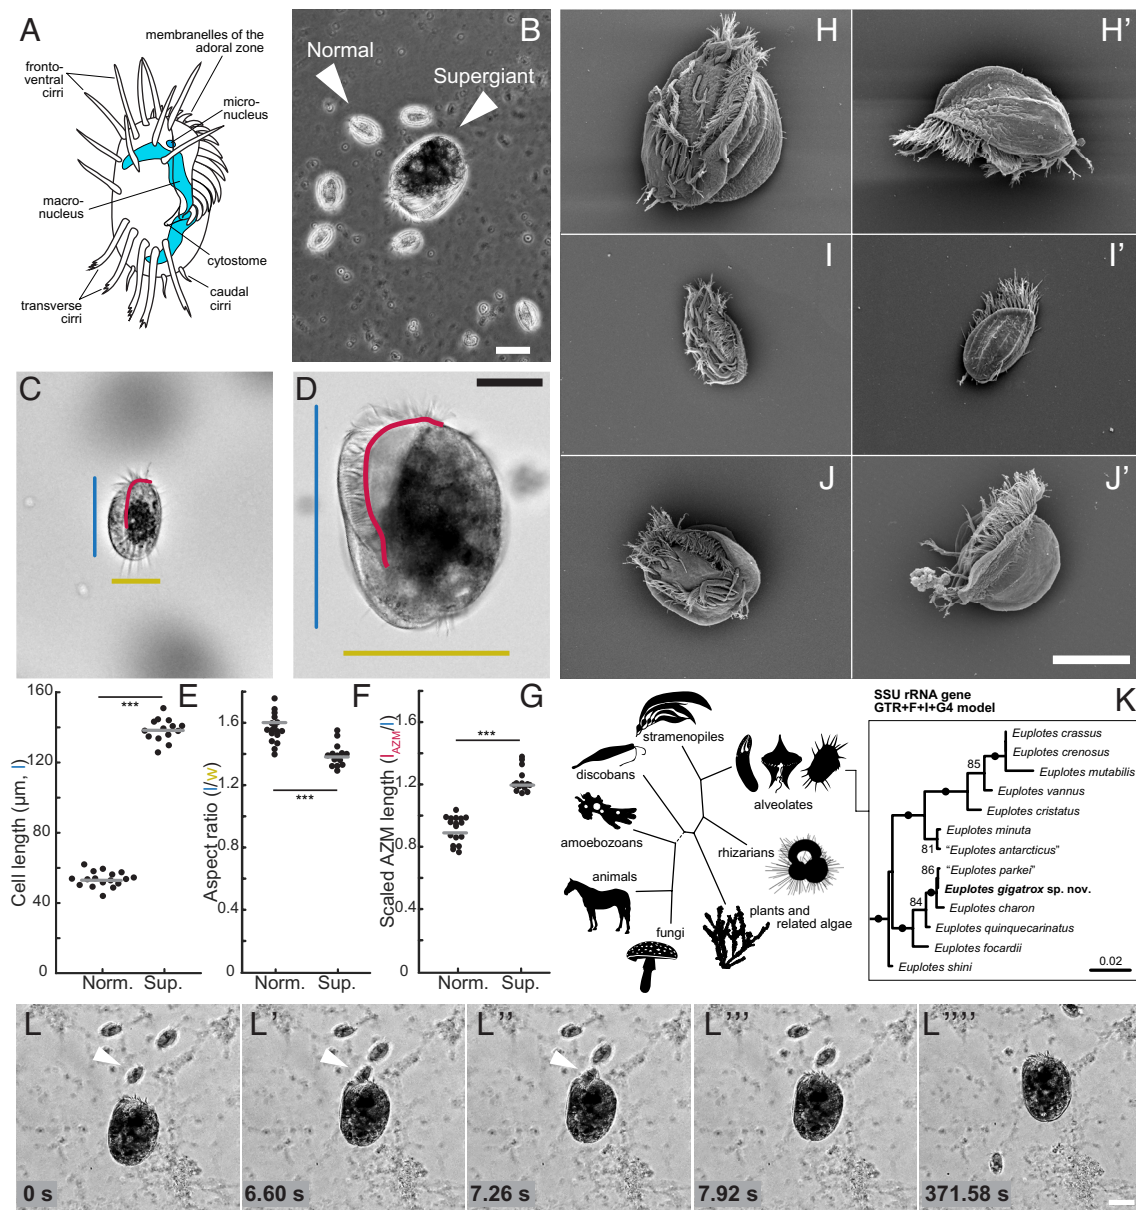 A
membranelles of the
adoral zone
fronto-
ventral
cirri
micro-
nucleus
macro-
nucleus
cytostome
transverse
cirri
caudal
cirri
B
Normal
Supergiant
C
D
H
H'
I
I'
J
J'
E
Cell length (µm, l)
160
120
80
40
0
***
Norm.
Sup.
F
Aspect ratio (l/w)
1.6
1.2
0.8
0.4
0
***
Norm.
Sup.
G
Scaled AZM length (lAZM/l)
1.6
1.2
0.8
0.4
0
***
Norm.
Sup.
K
stramenopiles
discobans
alveolates
amoebozoans
rhizarians
animals
plants and
related algae
fungi
SSU rRNA gene
GTR+F+I+G4 model
Euplotes crassus
Euplotes crenosus
85
Euplotes mutabilis
Euplotes vannus
Euplotes cristatus
Euplotes minuta
81
"Euplotes antarcticus"
86
"Euplotes parkei"
Euplotes gigatrox sp. nov.
84
Euplotes charon
Euplotes quinquecarinatus
Euplotes focardii
Euplotes shini
0.02
L
0 s
L'
6.60 s
L''
7.26 s
L'''
7.92 s
L''''
371.58 s